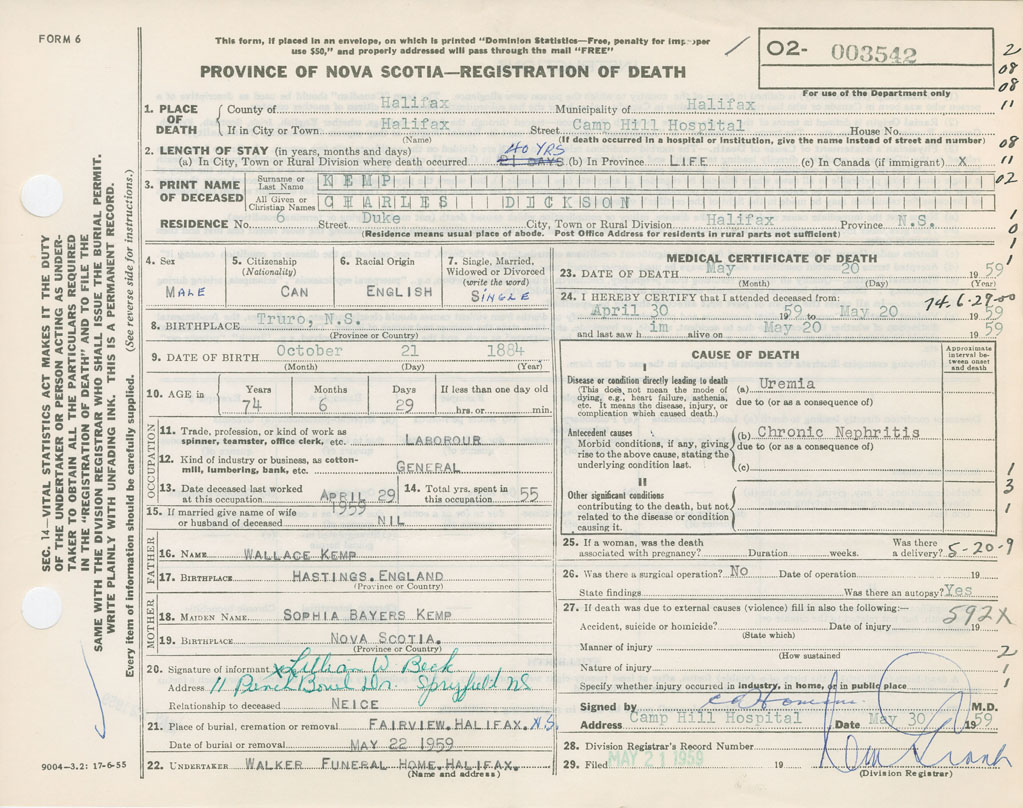 FORM 6
This form, if placed in an envelope, on which is printed "Dominion Statistics—Free, penalty for improper
use $50," and properly addressed will pass through the mail "FREE"
PROVINCE OF NOVA SCOTIA—REGISTRATION OF DEATH
02- 003542
For use of the Department only
2
08
08
11
08
11
02
1
0
1
1. PLACE OF DEATH
County of Halifax Municipality of Halifax
If in City or Town Halifax Street Camp Hill Hospital House No.
(Name) (If death occurred in a hospital or institution, give the name instead of street and number)
2. LENGTH OF STAY (in years, months and days) 40 YRS
(a) In City, Town or Rural Division where death occurred 21 DAYS (b) In Province LIFE (c) In Canada (if immigrant) X
3. PRINT NAME OF DECEASED
Surname or Last Name KEMP
All Given or Christian Names CHARLES DICKSON
RESIDENCE No. 6 Street Duke City, Town or Rural Division Halifax Province N.S.
(Residence means usual place of abode. Post Office Address for residents in rural parts not sufficient)
4. Sex
MALE
5. Citizenship
(Nationality)
CAN
6. Racial Origin
ENGLISH
7. Single, Married,
Widowed or Divorced
(write the word)
SINGLE
8. BIRTHPLACE Truro, N.S.
(Province or Country)
9. DATE OF BIRTH October 21 1884
(Month) (Day) (Year)
10. AGE in
Years Months Days If less than one day old
74 6 29 hrs. or min.
OCCUPATION
11. Trade, profession, or kind of work as
spinner, teamster, office clerk, etc. LABOUROR
12. Kind of industry or business, as cotton-
mill, lumbering, bank, etc. GENERAL
13. Date deceased last worked
at this occupation APRIL 29 1959
14. Total yrs. spent in
this occupation 55
15. If married give name of wife
or husband of deceased NIL
FATHER
16. NAME WALLACE KEMP
17. BIRTHPLACE HASTINGS. ENGLAND
(Province or Country)
MOTHER
18. MAIDEN NAME SOPHIA BAYERS KEMP
19. BIRTHPLACE NOVA SCOTIA.
(Province or Country)
20. Signature of informant x Lillian W. Beck
Address 11 Dr. Spryfield NS
Relationship to deceased NEICE
21. Place of burial, cremation or removal FAIRVIEW. HALIFAX. N.S.
Date of burial or removal MAY 22 1959
22. UNDERTAKER WALKER FUNERAL HOME. HALIFAX.
(Name and address)
MEDICAL CERTIFICATE OF DEATH
23. DATE OF DEATH May 20 1959
(Month) (Day) (Year)
24. I HEREBY CERTIFY that I attended deceased from: 74-6-29-00
April 30 1959 to May 20 1959
and last saw him alive on May 20 1959
CAUSE OF DEATH
Approximate
interval be-
tween onset
and death
I
Disease or condition directly leading to death
(This does not mean the mode of
dying, e.g., heart failure, asthenia,
etc. It means the disease, injury, or
complication which caused death.)
(a) Uremia
due to (or as a consequence of)
Antecedent causes
Morbid conditions, if any, giving
rise to the above cause, stating the
underlying condition last.
(b) Chronic Nephritis
due to (or as a consequence of)
(c)
II
Other significant conditions
contributing to the death, but not
related to the disease or condition
causing it.
1
3
1
25. If a woman, was the death
associated with pregnancy? Duration weeks.
Was there
a delivery?
5-20-9
26. Was there a surgical operation? No Date of operation 19
State findings Was there an autopsy? Yes
27. If death was due to external causes (violence) fill in also the following:—
592X
Accident, suicide or homicide? Date of injury 19
(State which)
Manner of injury
(How sustained
2
Nature of injury
1
Specify whether injury occurred in industry, in home, or in public place
1
Signed by M.D.
Address Camp Hill Hospital Date May 30 1959
28. Division Registrar's Record Number
29. Filed MAY 21 1959 19
(Division Registrar)
SEC. 14—VITAL STATISTICS ACT MAKES IT THE DUTY
OF THE UNDERTAKER OR PERSON ACTING AS UNDER-
TAKER TO OBTAIN ALL THE PARTICULARS REQUIRED
IN THE "REGISTRATION OF DEATH" AND TO FILE THE
SAME WITH THE DIVISION REGISTRAR WHO SHALL ISSUE THE BURIAL PERMIT.
WRITE PLAINLY WITH UNFADING INK. THIS IS A PERMANENT RECORD.
Every item of information should be carefully supplied. (See reverse side for instructions.)
9004—3.2: 17-6-55